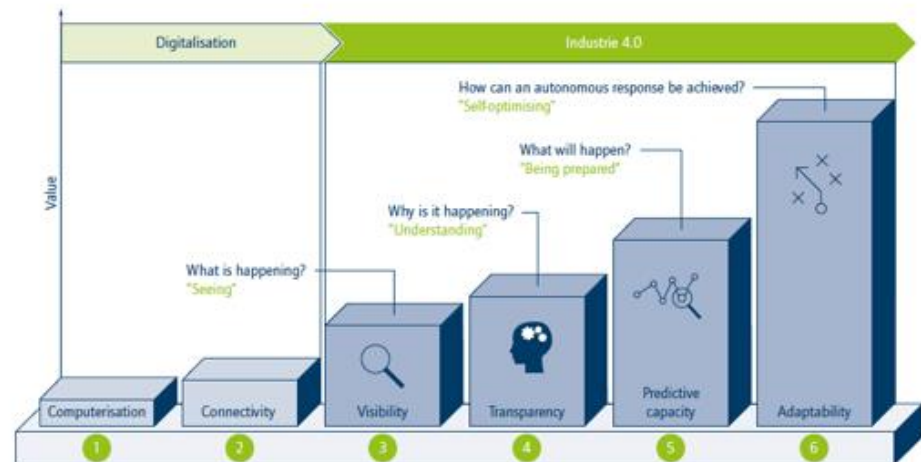 Digitalisation
Industrie 4.0
How can an autonomous response be achieved?
"Self-optimising"
What will happen?
"Being prepared"
Why is it happening?
"Understanding"
What is happening?
"Seeing"
Value
Computerisation
Connectivity
Visibility
Transparency
Predictive
capacity
Adaptability
1
2
3
4
5
6